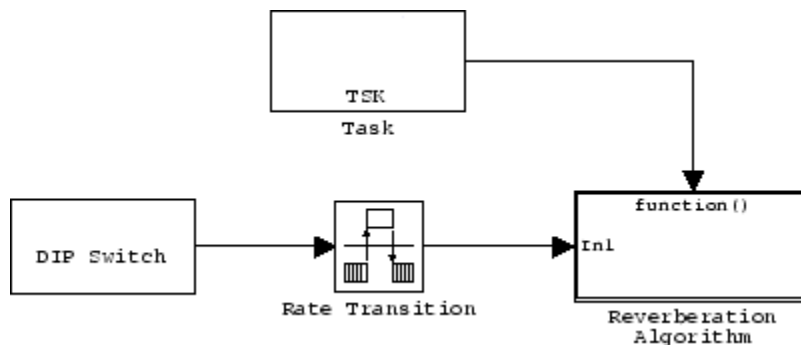 TSK
Task
function()
DIP Switch
In1
Rate Transition
Reverberation
Algorithm